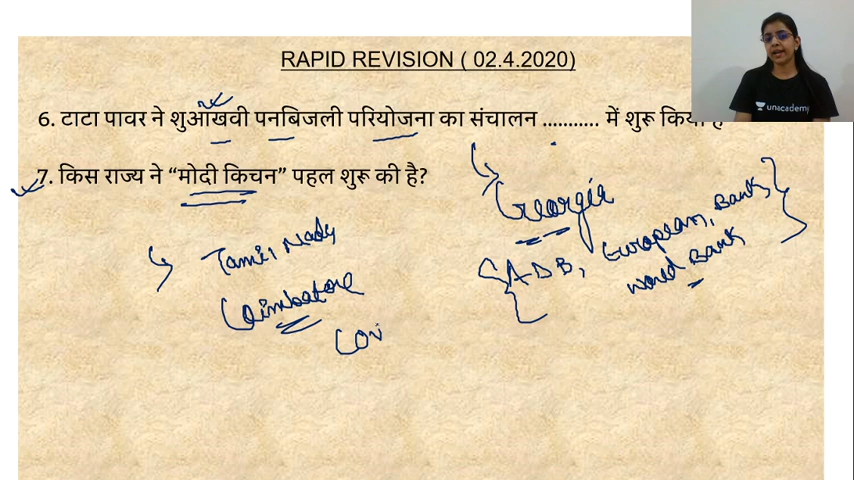 RAPID REVISION ( 02.4.2020)
unacademy
6. टाटा पावर ने शुआखवी पनबिजली परियोजना का संचालन ........... में शुरू किया है
7. किस राज्य ने “मोदी किचन” पहल शुरू की है?
Georgia
ADB, European, Bank
World Bank
Tamil Nadu
Coimbatore